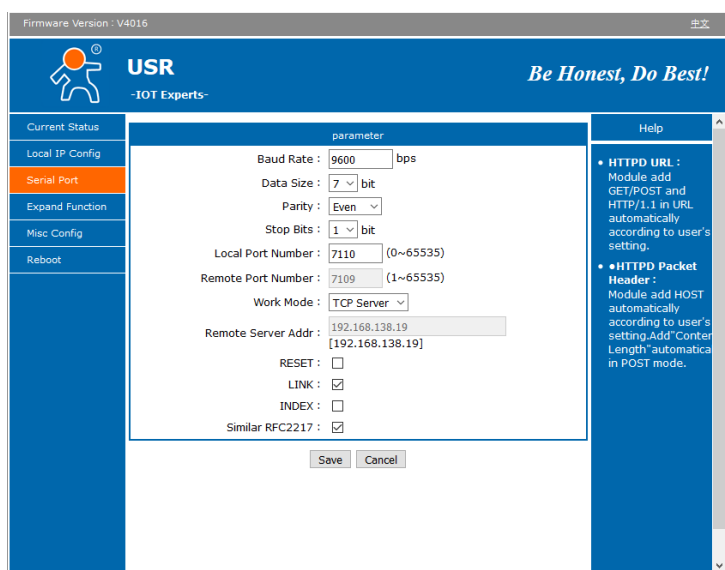 Firmware Version : V4016
中文
®
USR
-IOT Experts-
Be Honest, Do Best!
Current Status
Local IP Config
Serial Port
Expand Function
Misc Config
Reboot
parameter
Baud Rate : 9600 bps
Data Size : 7 bit
Parity : Even
Stop Bits : 1 bit
Local Port Number : 7110 (0~65535)
Remote Port Number : 7109 (1~65535)
Work Mode : TCP Server
Remote Server Addr : 192.168.138.19
[192.168.138.19]
RESET :
LINK :
INDEX :
Similar RFC2217 :
Save Cancel
Help
• HTTPD URL :
Module add
GET/POST and
HTTP/1.1 in URL
automatically
according to user's
setting.
• ●HTTPD Packet
Header :
Module add HOST
automatically
according to user's
setting.Add"Conter
Length"automatica
in POST mode.